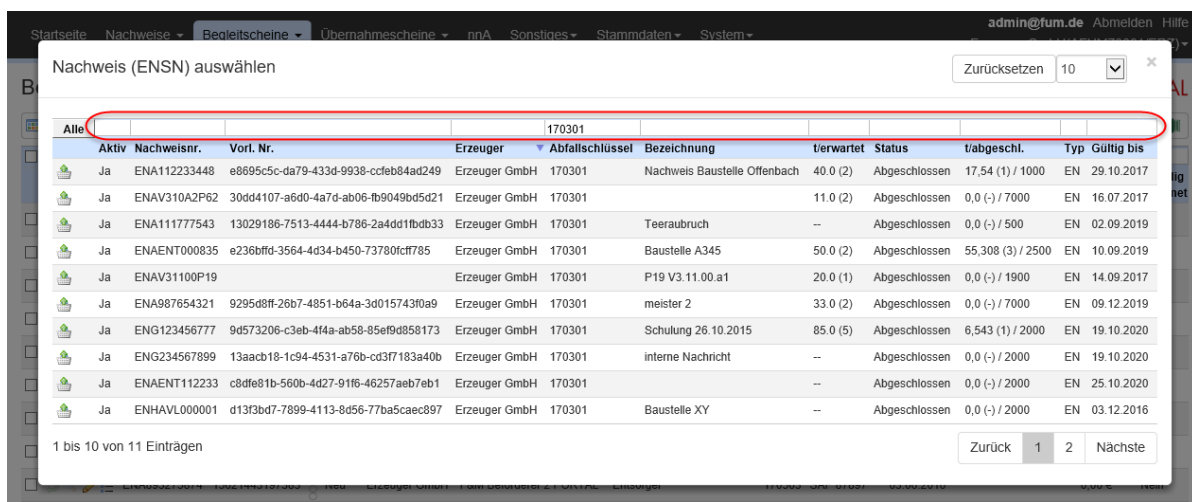 admin@fum.de Abmelden Hilfe
Startseite Nachweise Begleitscheine Übernahmescheine nnA Sonstiges Stammdaten System
Nachweis (ENSN) auswählen Zurücksetzen 10 ×
Alle 170301
Aktiv Nachweisnr. Vorl. Nr. Erzeuger Abfallschlüssel Bezeichnung t/erwartet Status t/abgeschl. Typ Gültig bis
Ja ENA112233448 e8695c5c-da79-433d-9938-ccfeb84ad249 Erzeuger GmbH 170301 Nachweis Baustelle Offenbach 40.0 (2) Abgeschlossen 17,54 (1) / 1000 EN 29.10.2017
Ja ENAV310A2P62 30dd4107-a6d0-4a7d-ab06-fb9049bd5d21 Erzeuger GmbH 170301 11.0 (2) Abgeschlossen 0,0 (-) / 7000 EN 16.07.2017
Ja ENA111777543 13029186-7513-4444-b786-2a4dd1fbdb33 Erzeuger GmbH 170301 Teeraubruch -- Abgeschlossen 0,0 (-) / 500 EN 02.09.2019
Ja ENAENT000835 e236bffd-3564-4d34-b450-73780fcff785 Erzeuger GmbH 170301 Baustelle A345 50.0 (2) Abgeschlossen 55,308 (3) / 2500 EN 10.09.2019
Ja ENAV31100P19 Erzeuger GmbH 170301 P19 V3.11.00.a1 20.0 (1) Abgeschlossen 0,0 (-) / 1900 EN 14.09.2017
Ja ENA987654321 9295d8ff-26b7-4851-b64a-3d015743f0a9 Erzeuger GmbH 170301 meister 2 33.0 (2) Abgeschlossen 0,0 (-) / 7000 EN 09.12.2019
Ja ENG123456777 9d573206-c3eb-4f4a-ab58-85ef9d858173 Erzeuger GmbH 170301 Schulung 26.10.2015 85.0 (5) Abgeschlossen 6,543 (1) / 2000 EN 19.10.2020
Ja ENG234567899 13aacb18-1c94-4531-a76b-cd3f7183a40b Erzeuger GmbH 170301 interne Nachricht -- Abgeschlossen 0,0 (-) / 2000 EN 19.10.2020
Ja ENAENT112233 c8dfe81b-560b-4d27-91f6-46257aeb7eb1 Erzeuger GmbH 170301 -- Abgeschlossen 0,0 (-) / 2000 EN 25.10.2020
Ja ENHAVL000001 d13f3bd7-7899-4113-8d56-77ba5caec897 Erzeuger GmbH 170301 Baustelle XY -- Abgeschlossen 0,0 (-) / 2000 EN 03.12.2016
1 bis 10 von 11 Einträgen Zurück 1 2 Nächste